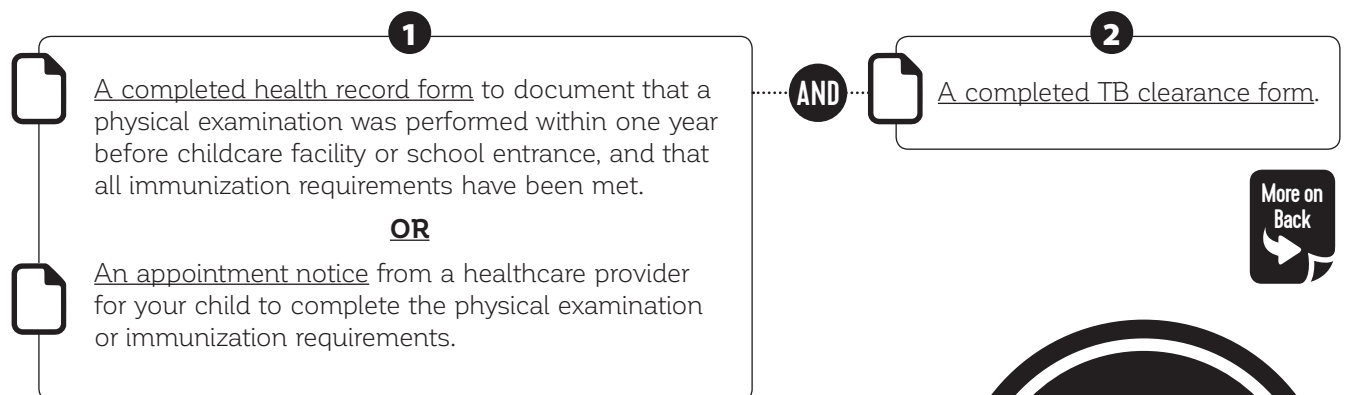 1
A completed health record form to document that a
physical examination was performed within one year
before childcare facility or school entrance, and that
all immunization requirements have been met.
OR
An appointment notice from a healthcare provider
for your child to complete the physical examination
or immunization requirements.
AND
2
A completed TB clearance form.
More on
Back